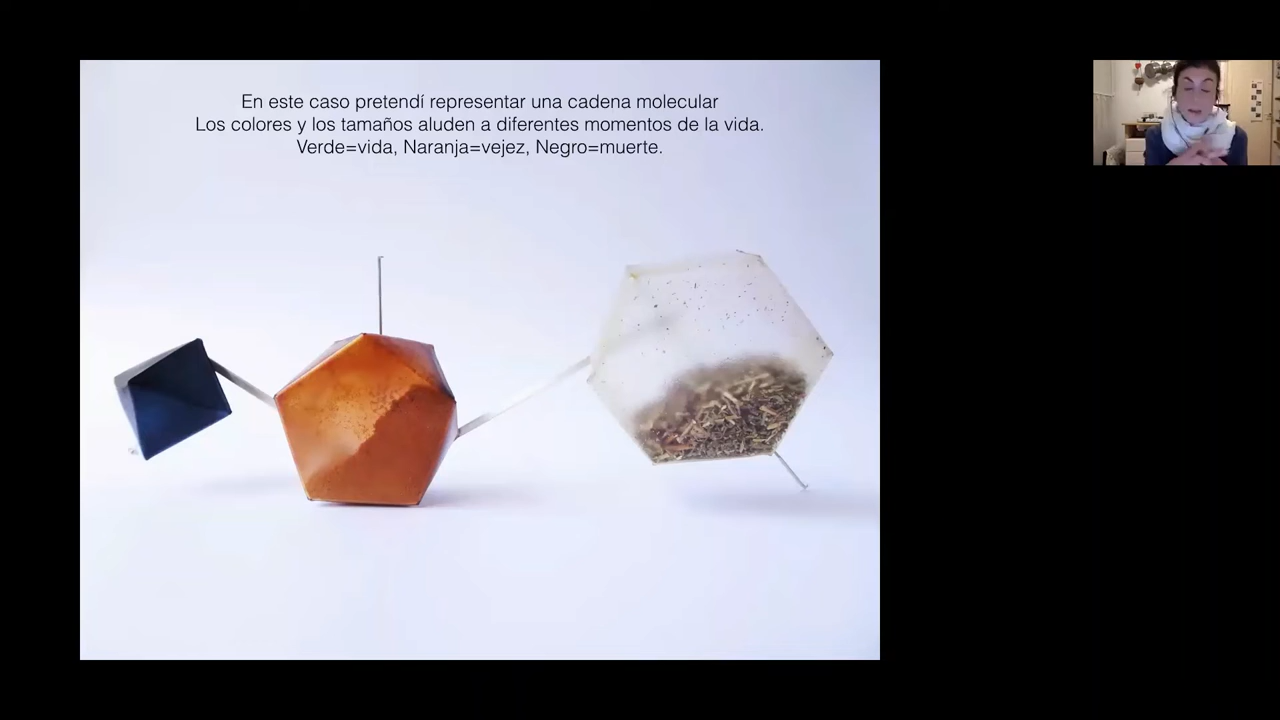 En este caso pretendí representar una cadena molecular
Los colores y los tamaños aluden a diferentes momentos de la vida.
Verde=vida, Naranja=vejez, Negro=muerte.